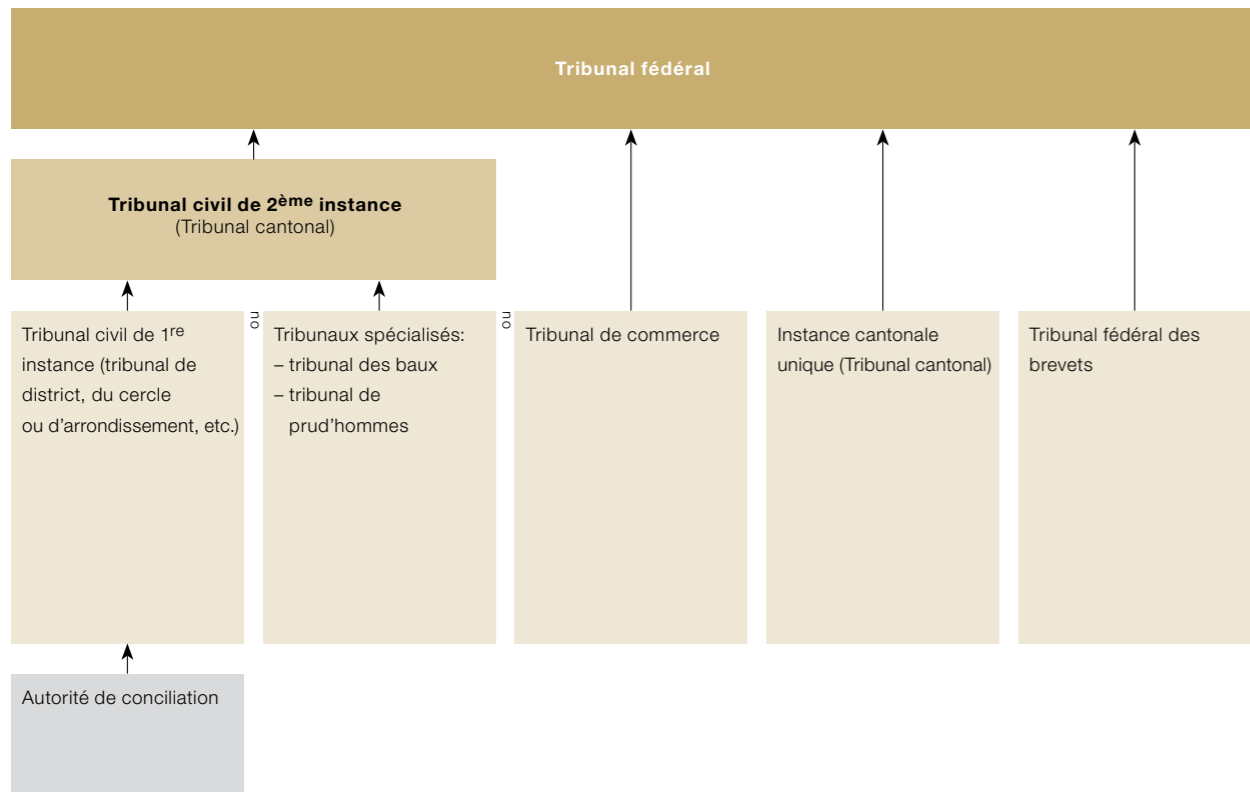 Tribunal fédéral
Tribunal civil de 2ème instance
(Tribunal cantonal)
Tribunal civil de 1re
instance (tribunal de
district, du cercle
ou d'arrondissement, etc.)
ou
Tribunaux spécialisés:
– tribunal des baux
– tribunal de
prud'hommes
ou
Tribunal de commerce
Instance cantonale
unique (Tribunal cantonal)
Tribunal fédéral des
brevets
Autorité de conciliation